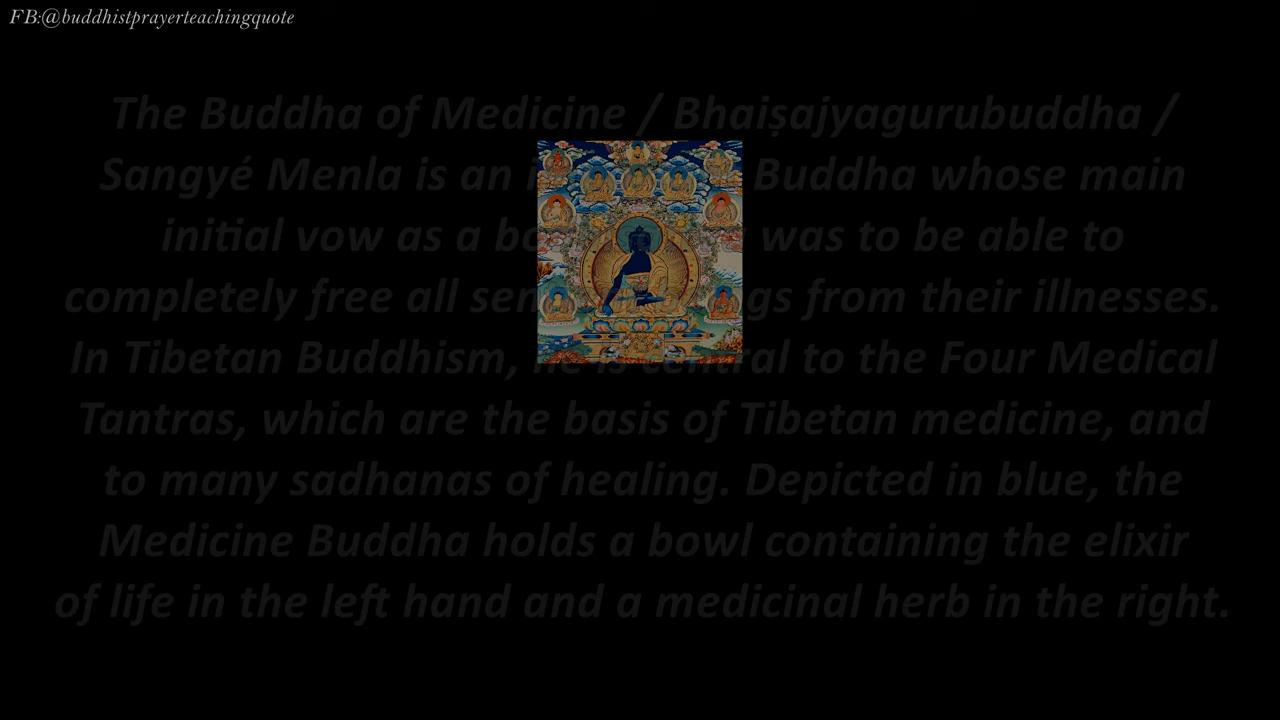 FB:@buddhistprayerteachingquote
The Buddha of Medicine / Bhaiṣajyagurubuddha /
Sangyé Menla is an Buddha whose main
initial vow as a was to be able to
completely free all from their illnesses.
In Tibetan Buddhism, he is central to the Four Medical
Tantras, which are the basis of Tibetan medicine, and
to many sadhanas of healing. Depicted in blue, the
Medicine Buddha holds a bowl containing the elixir
of life in the left hand and a medicinal herb in the right.